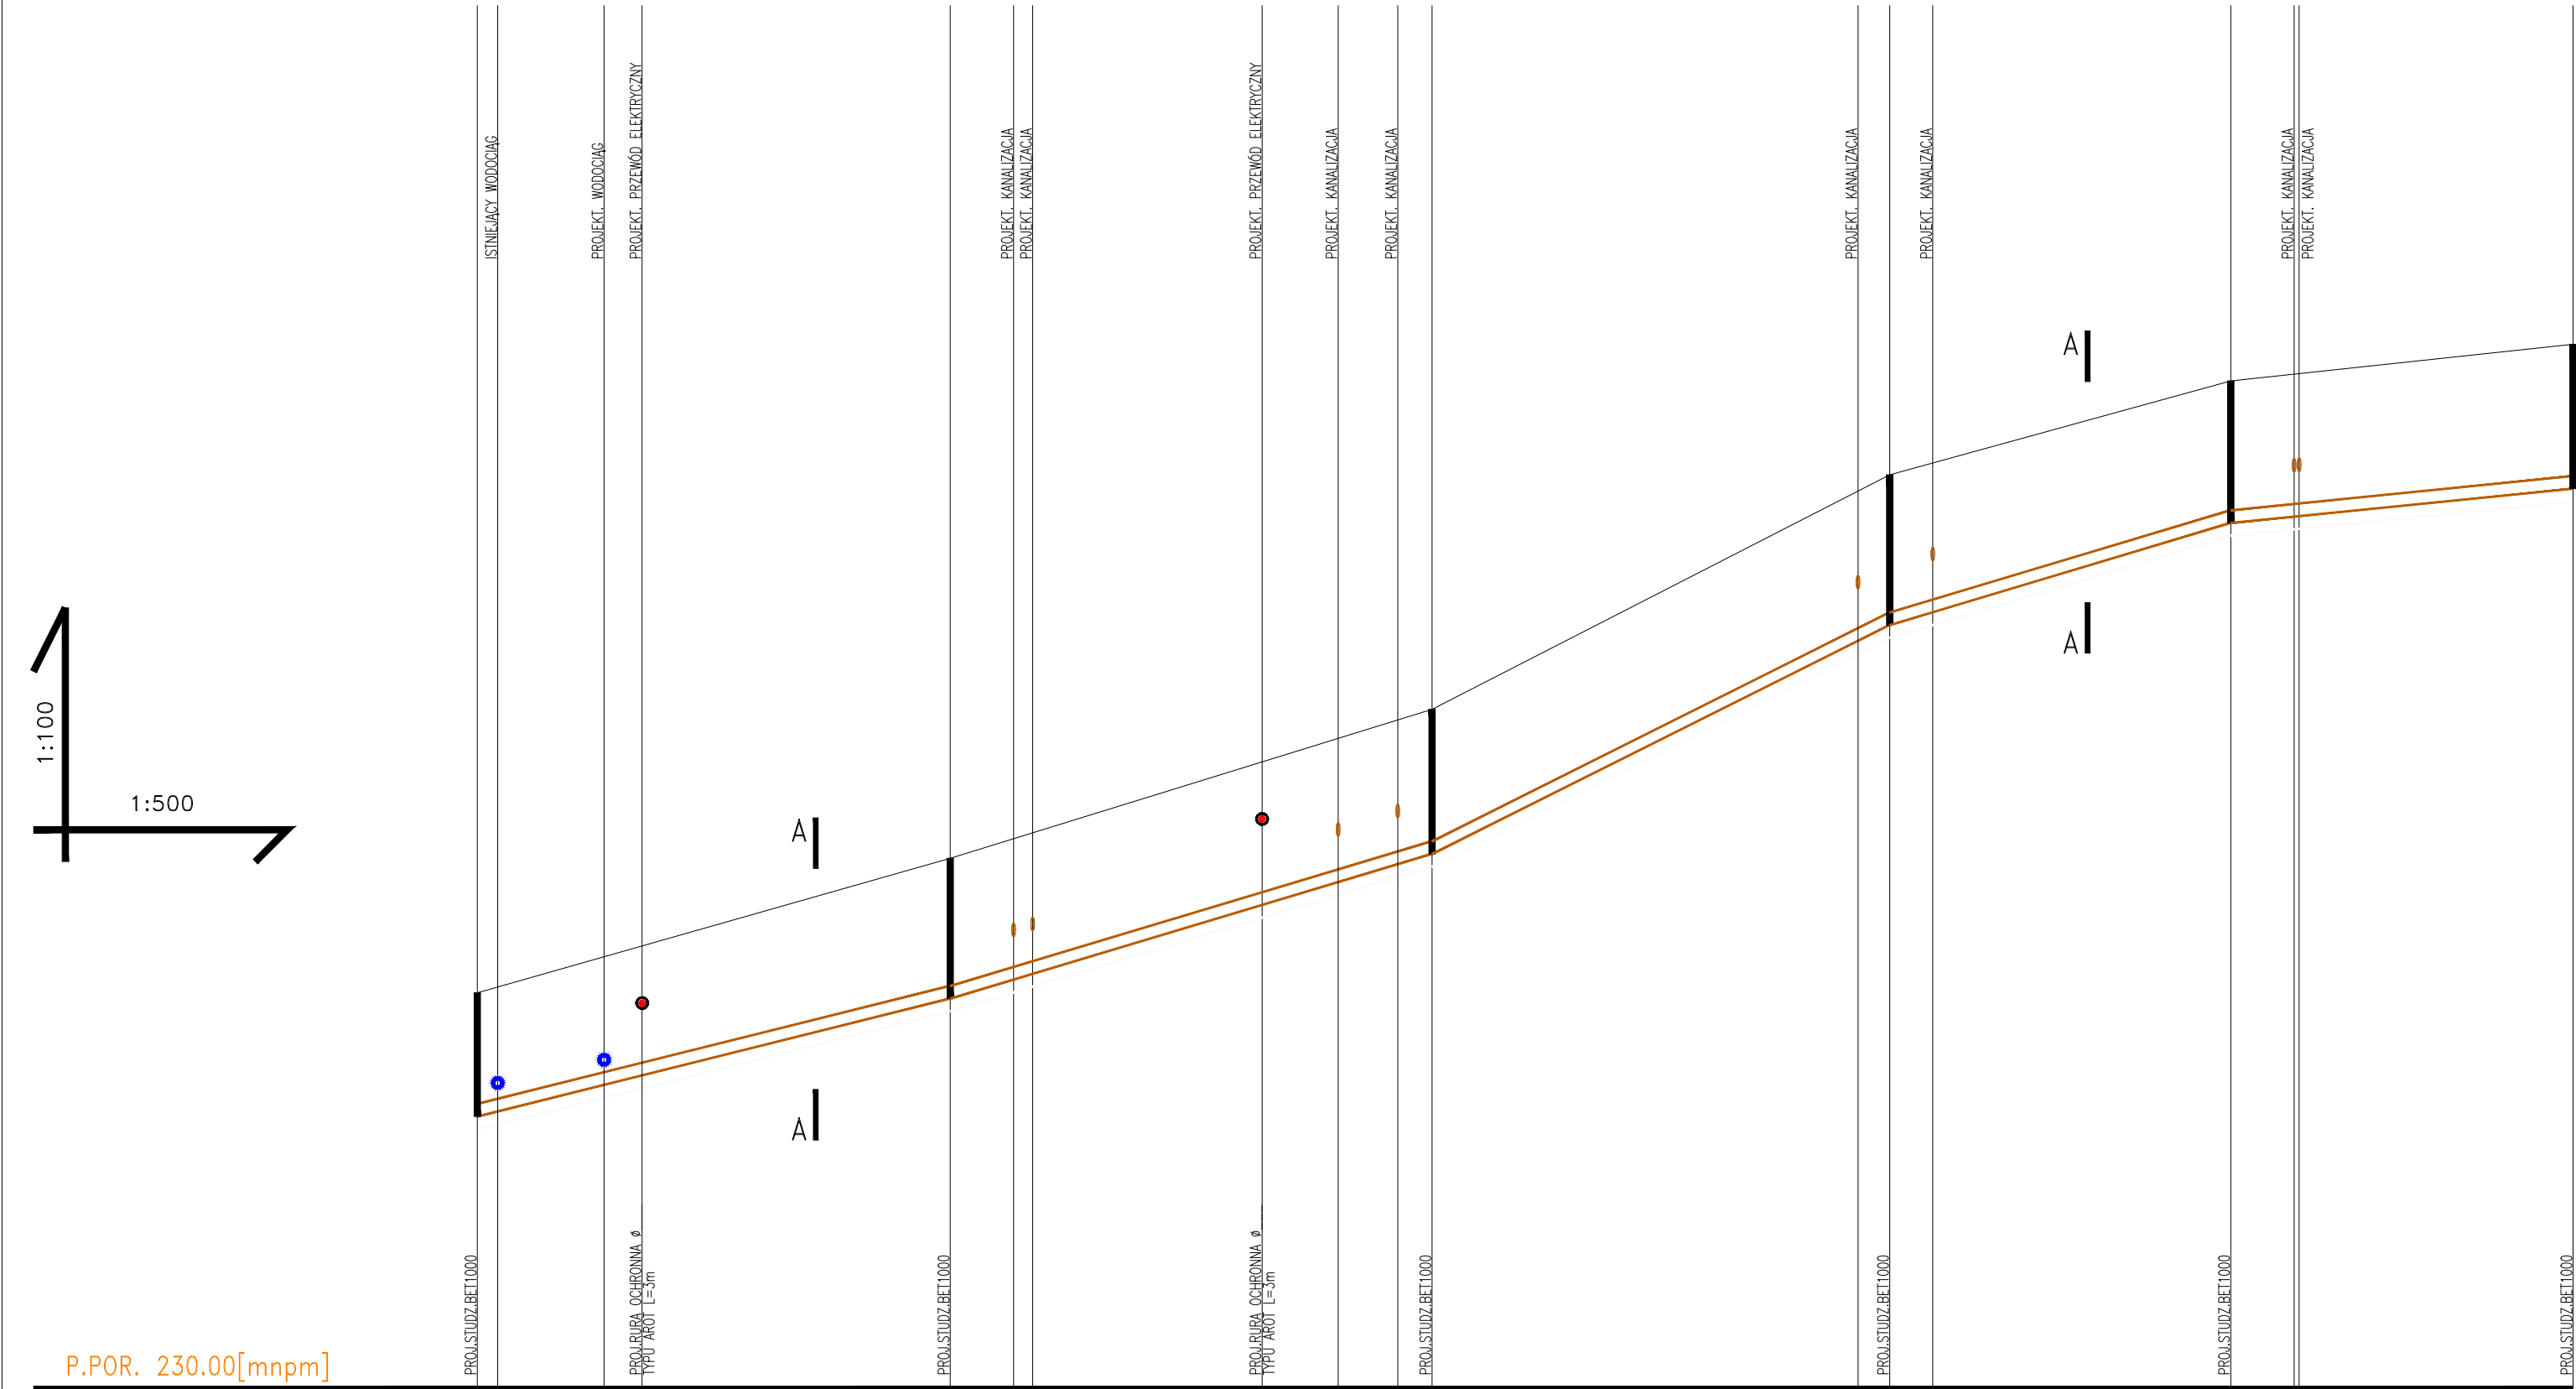 ISTNIEJĄCY WODOCIĄG
PROJEKT. WODOCIĄG
PROJEKT. PRZEWÓD ELEKTRYCZNY
PROJEKT. KANALIZACJA
PROJEKT. KANALIZACJA
PROJEKT. PRZEWÓD ELEKTRYCZNY
PROJEKT. KANALIZACJA
PROJEKT. KANALIZACJA
PROJEKT. KANALIZACJA
PROJEKT. KANALIZACJA
PROJEKT. KANALIZACJA
PROJEKT. KANALIZACJA
A
A
1:100
1:500
A
A
PROJ.STUDZ.BET1000
PROJ.RURA OCHRONNA ø
TYPU AROT L=3m
PROJ.STUDZ.BET1000
PROJ.RURA OCHRONNA ø
TYPU AROT L=3m
PROJ.STUDZ.BET1000
PROJ.STUDZ.BET1000
PROJ.STUDZ.BET1000
PROJ.STUDZ.BET1000
P.POR. 230.00[mnpm]